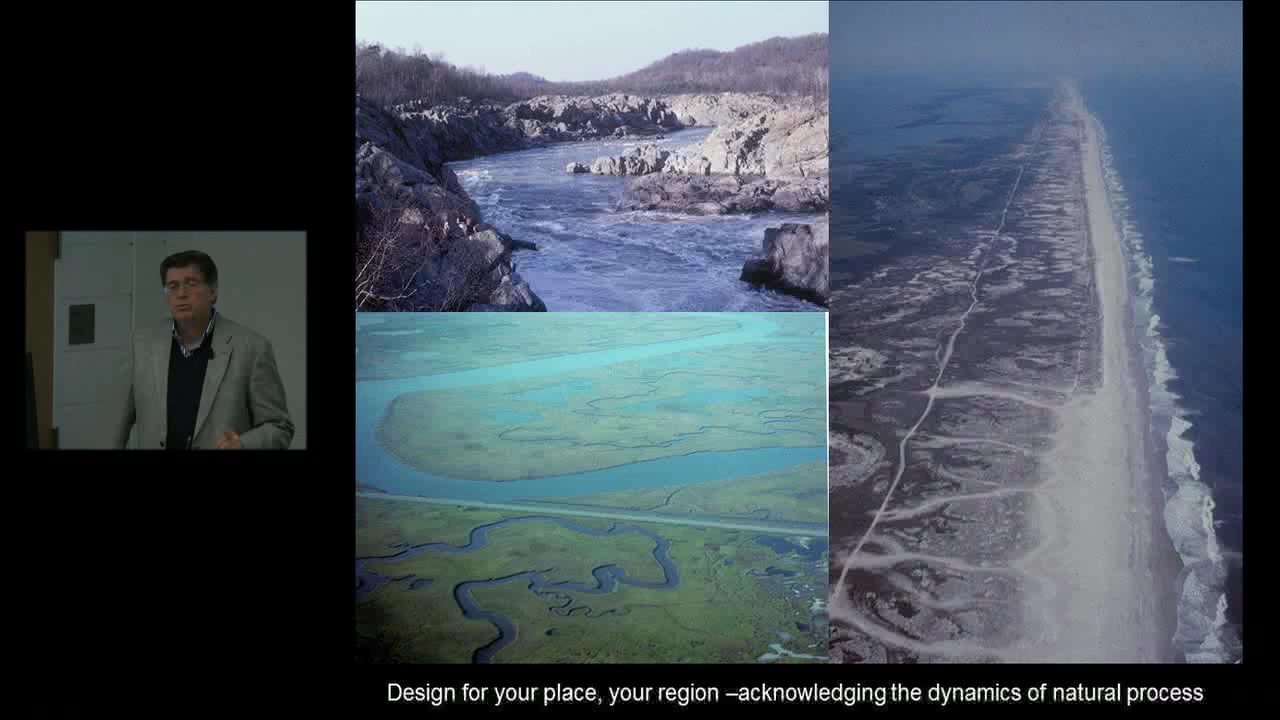 Design for your place, your region –acknowledging the dynamics of natural process